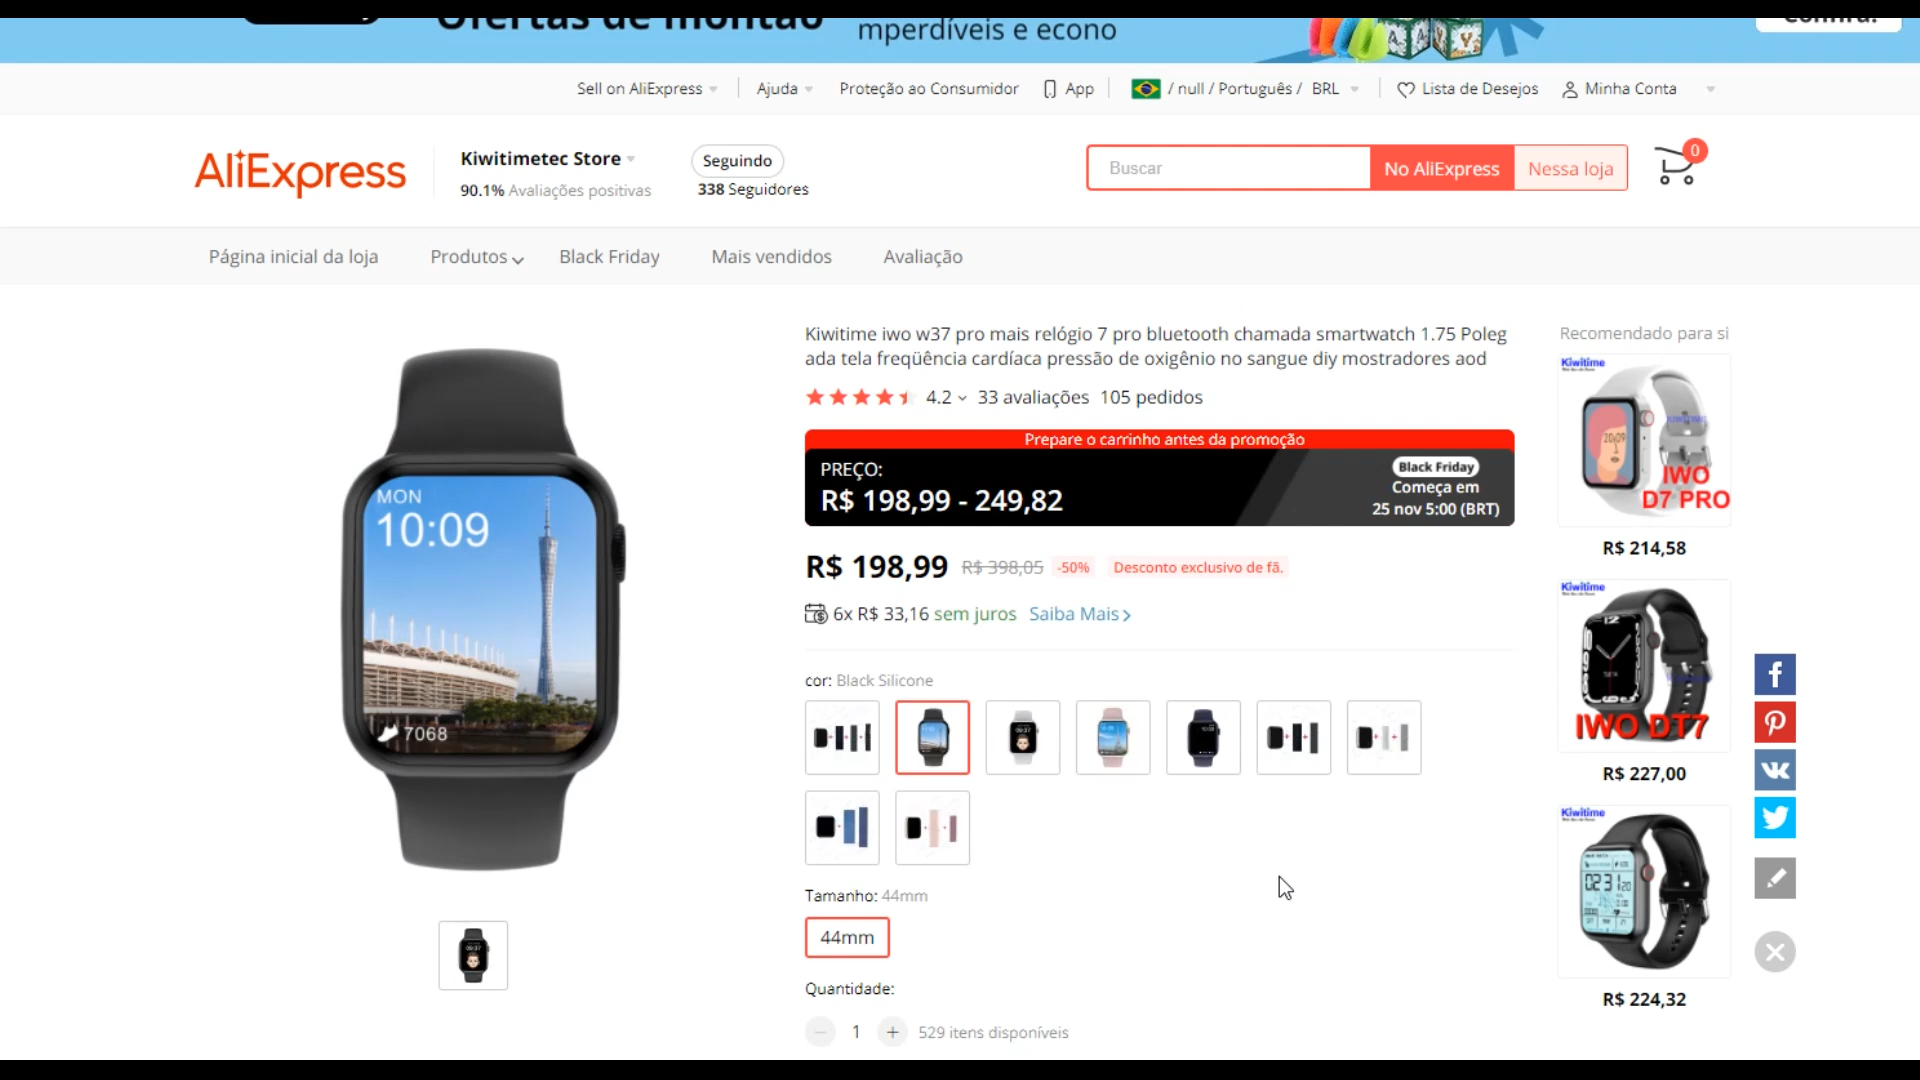 Ofertas de montão
mperdíveis e econo
Confira!
Sell on AliExpress
Ajuda
Proteção ao Consumidor
App
/ null / Português / BRL
Lista de Desejos
Minha Conta
AliExpress
Kiwitimetec Store
90.1% Avaliações positivas
Seguindo
338 Seguidores
Buscar
No AliExpress
Nessa loja
0
Página inicial da loja
Produtos
Black Friday
Mais vendidos
Avaliação
MON
10:09
7068
Kiwitime iwo w37 pro mais relógio 7 pro bluetooth chamada smartwatch 1.75 Poleg
ada tela freqüência cardíaca pressão de oxigênio no sangue diy mostradores aod
4.2
33 avaliações
105 pedidos
Prepare o carrinho antes da promoção
PREÇO:
R$ 198,99 - 249,82
Black Friday
Começa em
25 nov 5:00 (BRT)
R$ 198,99
R$ 398,05
-50%
Desconto exclusivo de fã.
6x R$ 33,16 sem juros
Saiba Mais
cor: Black Silicone
Tamanho: 44mm
44mm
Quantidade:
1
529 itens disponíveis
Recomendado para si
Kiwitime
20:09
IWO
D7 PRO
R$ 214,58
Kiwitime
IWO DT7
R$ 227,00
Kiwitime
R$ 224,32